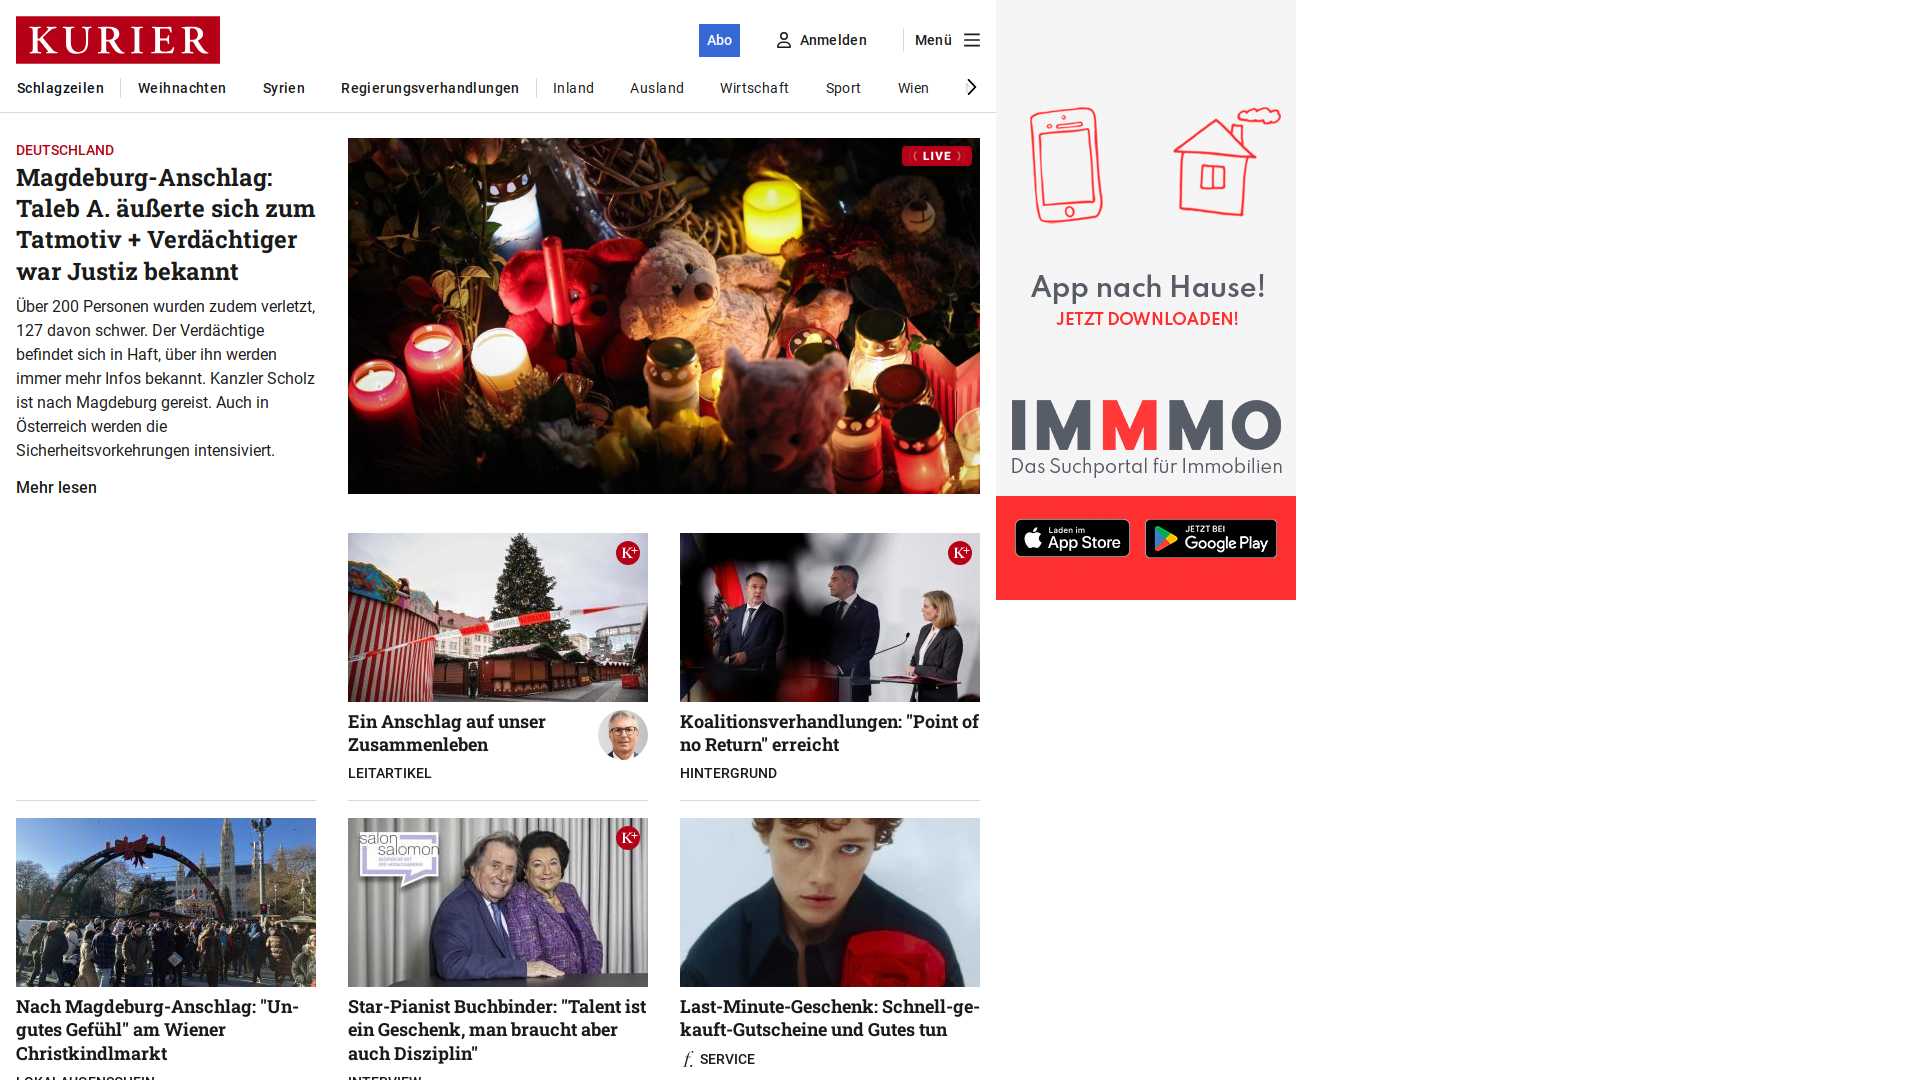 KURIER
Abo
Anmelden
Menü
Schlagzeilen
Weihnachten
Syrien
Regierungsverhandlungen
Inland
Ausland
Wirtschaft
Sport
Wien
DEUTSCHLAND
Magdeburg-Anschlag:
Taleb A. äußerte sich zum
Tatmotiv + Verdächtiger
war Justiz bekannt
Über 200 Personen wurden zudem verletzt,
127 davon schwer. Der Verdächtige
befindet sich in Haft, über ihn werden
immer mehr Infos bekannt. Kanzler Scholz
ist nach Magdeburg gereist. Auch in
Österreich werden die
Sicherheitsvorkehrungen intensiviert.
Mehr lesen
LIVE
K+
Ein Anschlag auf unser
Zusammenleben
LEITARTIKEL
K+
Koalitionsverhandlungen: "Point of
no Return" erreicht
HINTERGRUND
Nach Magdeburg-Anschlag: "Un-
gutes Gefühl" am Wiener
Christkindlmarkt
LOKALAUGENSCHEIN
salon
salomon
K+
Star-Pianist Buchbinder: "Talent ist
ein Geschenk, man braucht aber
auch Disziplin"
INTERVIEW
Last-Minute-Geschenk: Schnell-ge-
kauft-Gutscheine und Gutes tun
f. SERVICE
App nach Hause!
JETZT DOWNLOADEN!
IMMMO
Das Suchportal für Immobilien
Laden im
App Store
JETZT BEI
Google Play